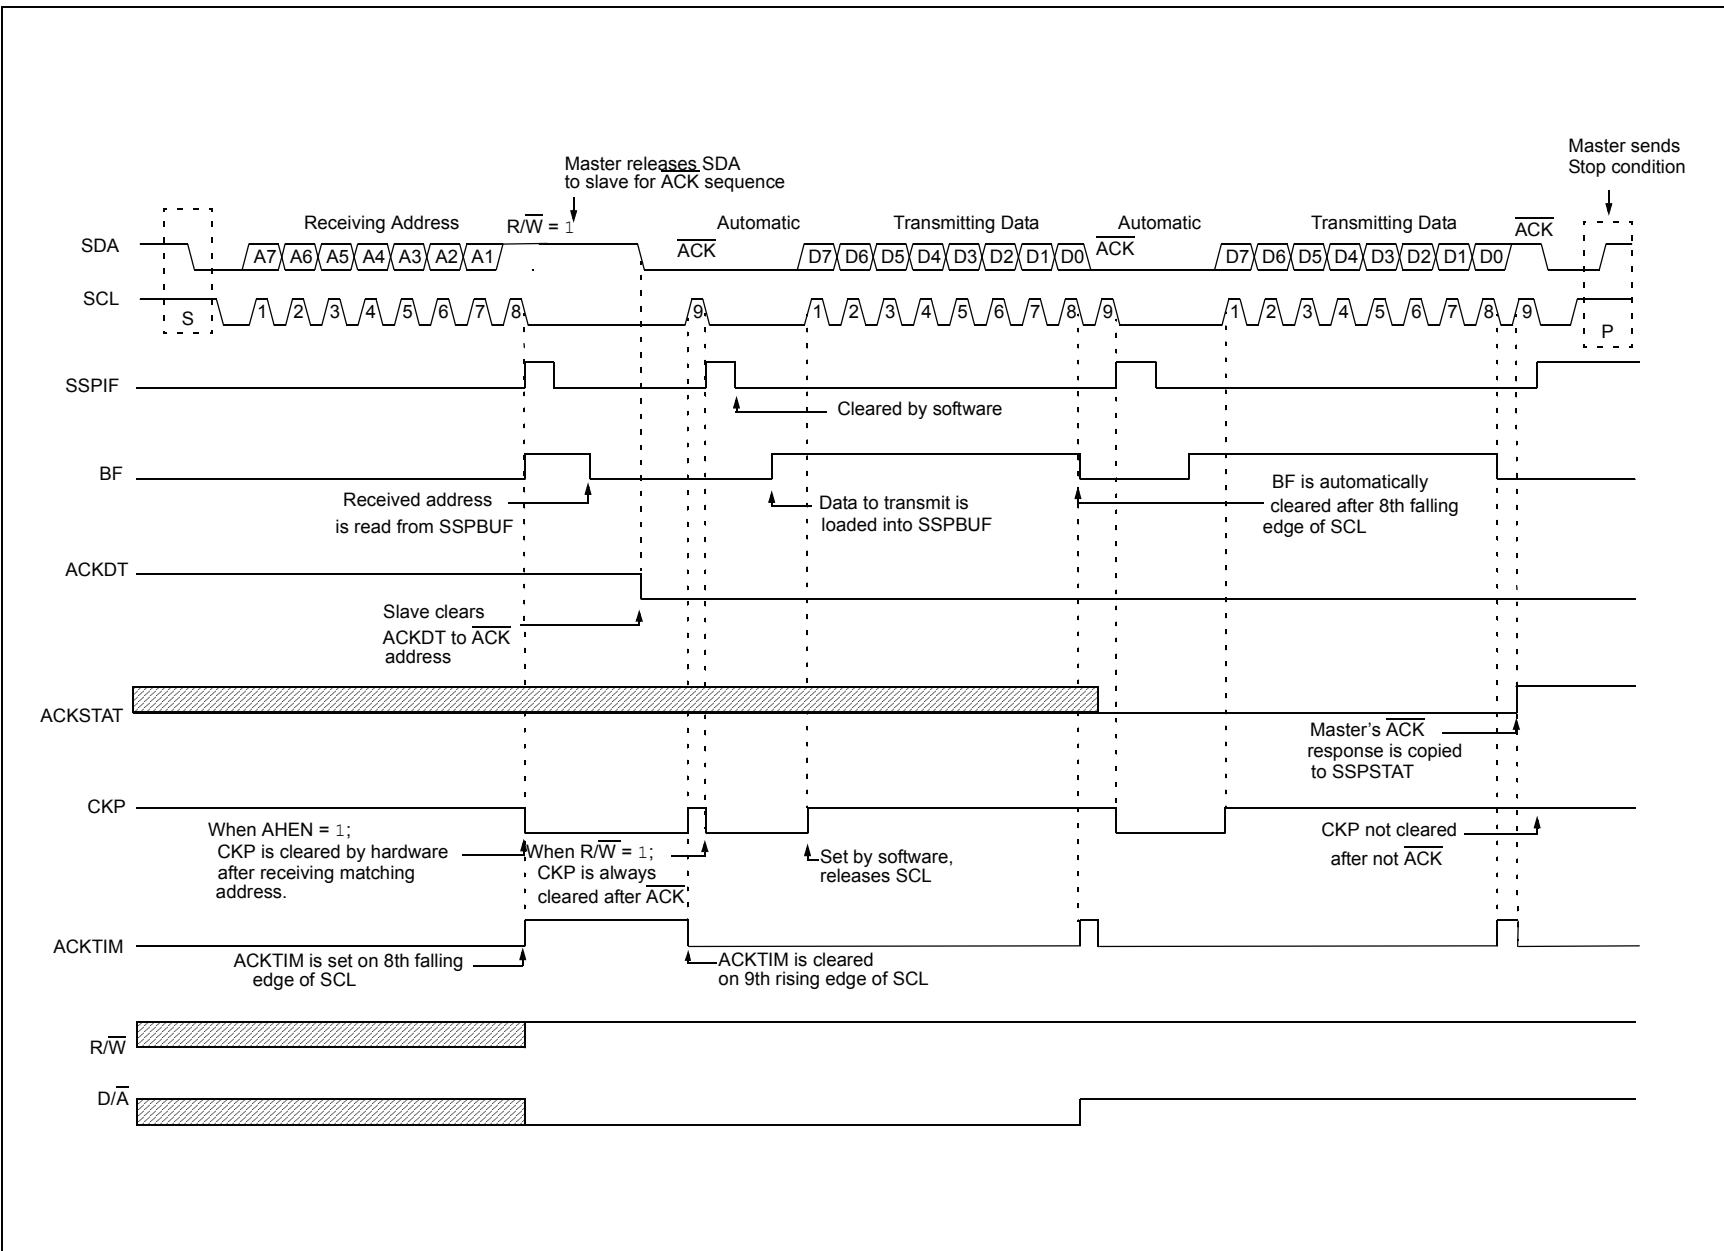 Master sends
Stop condition
Master releases SDA
to slave for ACK sequence
Receiving Address
R/W = 1
Automatic
Transmitting Data
Automatic
Transmitting Data
ACK
SDA
A7 A6 A5 A4 A3 A2 A1
ACK
D7 D6 D5 D4 D3 D2 D1 D0
ACK
D7 D6 D5 D4 D3 D2 D1 D0
SCL
S
1 2 3 4 5 6 7 8 9
1 2 3 4 5 6 7 8 9
1 2 3 4 5 6 7 8 9
P
SSPIF
Cleared by software
BF
Received address
is read from SSPBUF
Data to transmit is
loaded into SSPBUF
BF is automatically
cleared after 8th falling
edge of SCL
ACKDT
Slave clears
ACKDT to ACK
address
ACKSTAT
Master's ACK
response is copied
to SSPSTAT
CKP
When AHEN = 1;
CKP is cleared by hardware
after receiving matching
address.
When R/W = 1;
CKP is always
cleared after ACK
Set by software,
releases SCL
CKP not cleared
after not ACK
ACKTIM
ACKTIM is set on 8th falling
edge of SCL
ACKTIM is cleared
on 9th rising edge of SCL
R/W
D/A